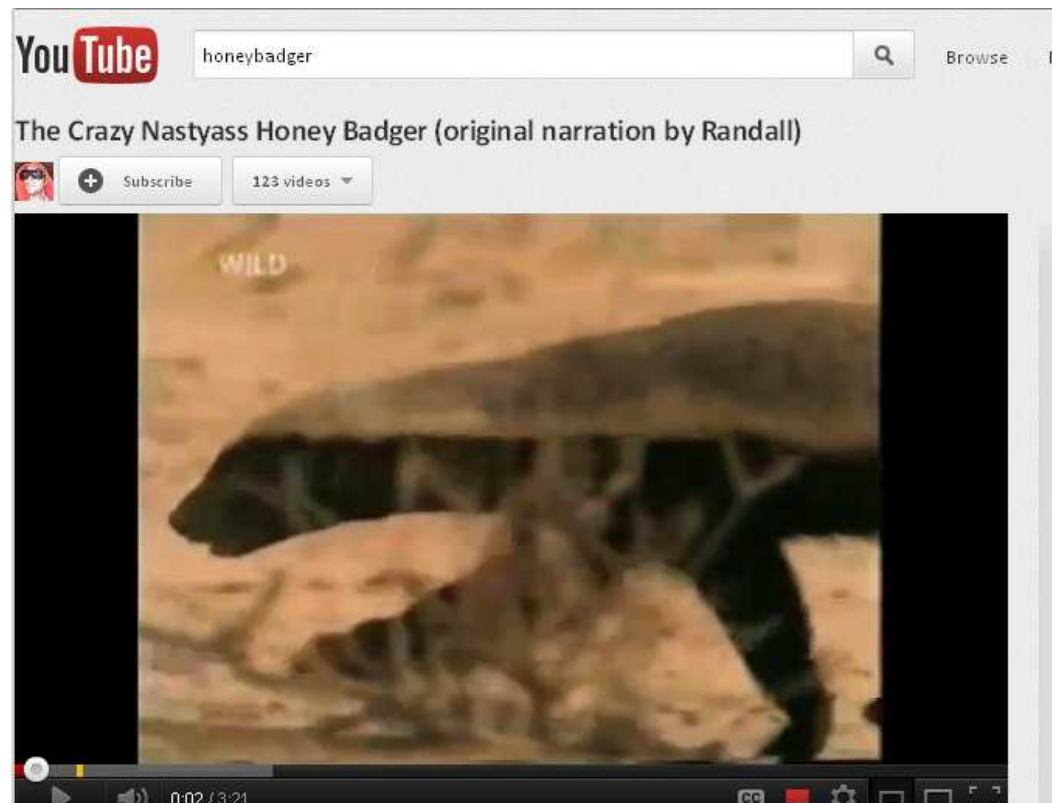 YouTube honeybadger Browse
The Crazy Nastyass Honey Badger (original narration by Randall)
Subscribe 123 videos
WILD
0:02 / 3:21 CC